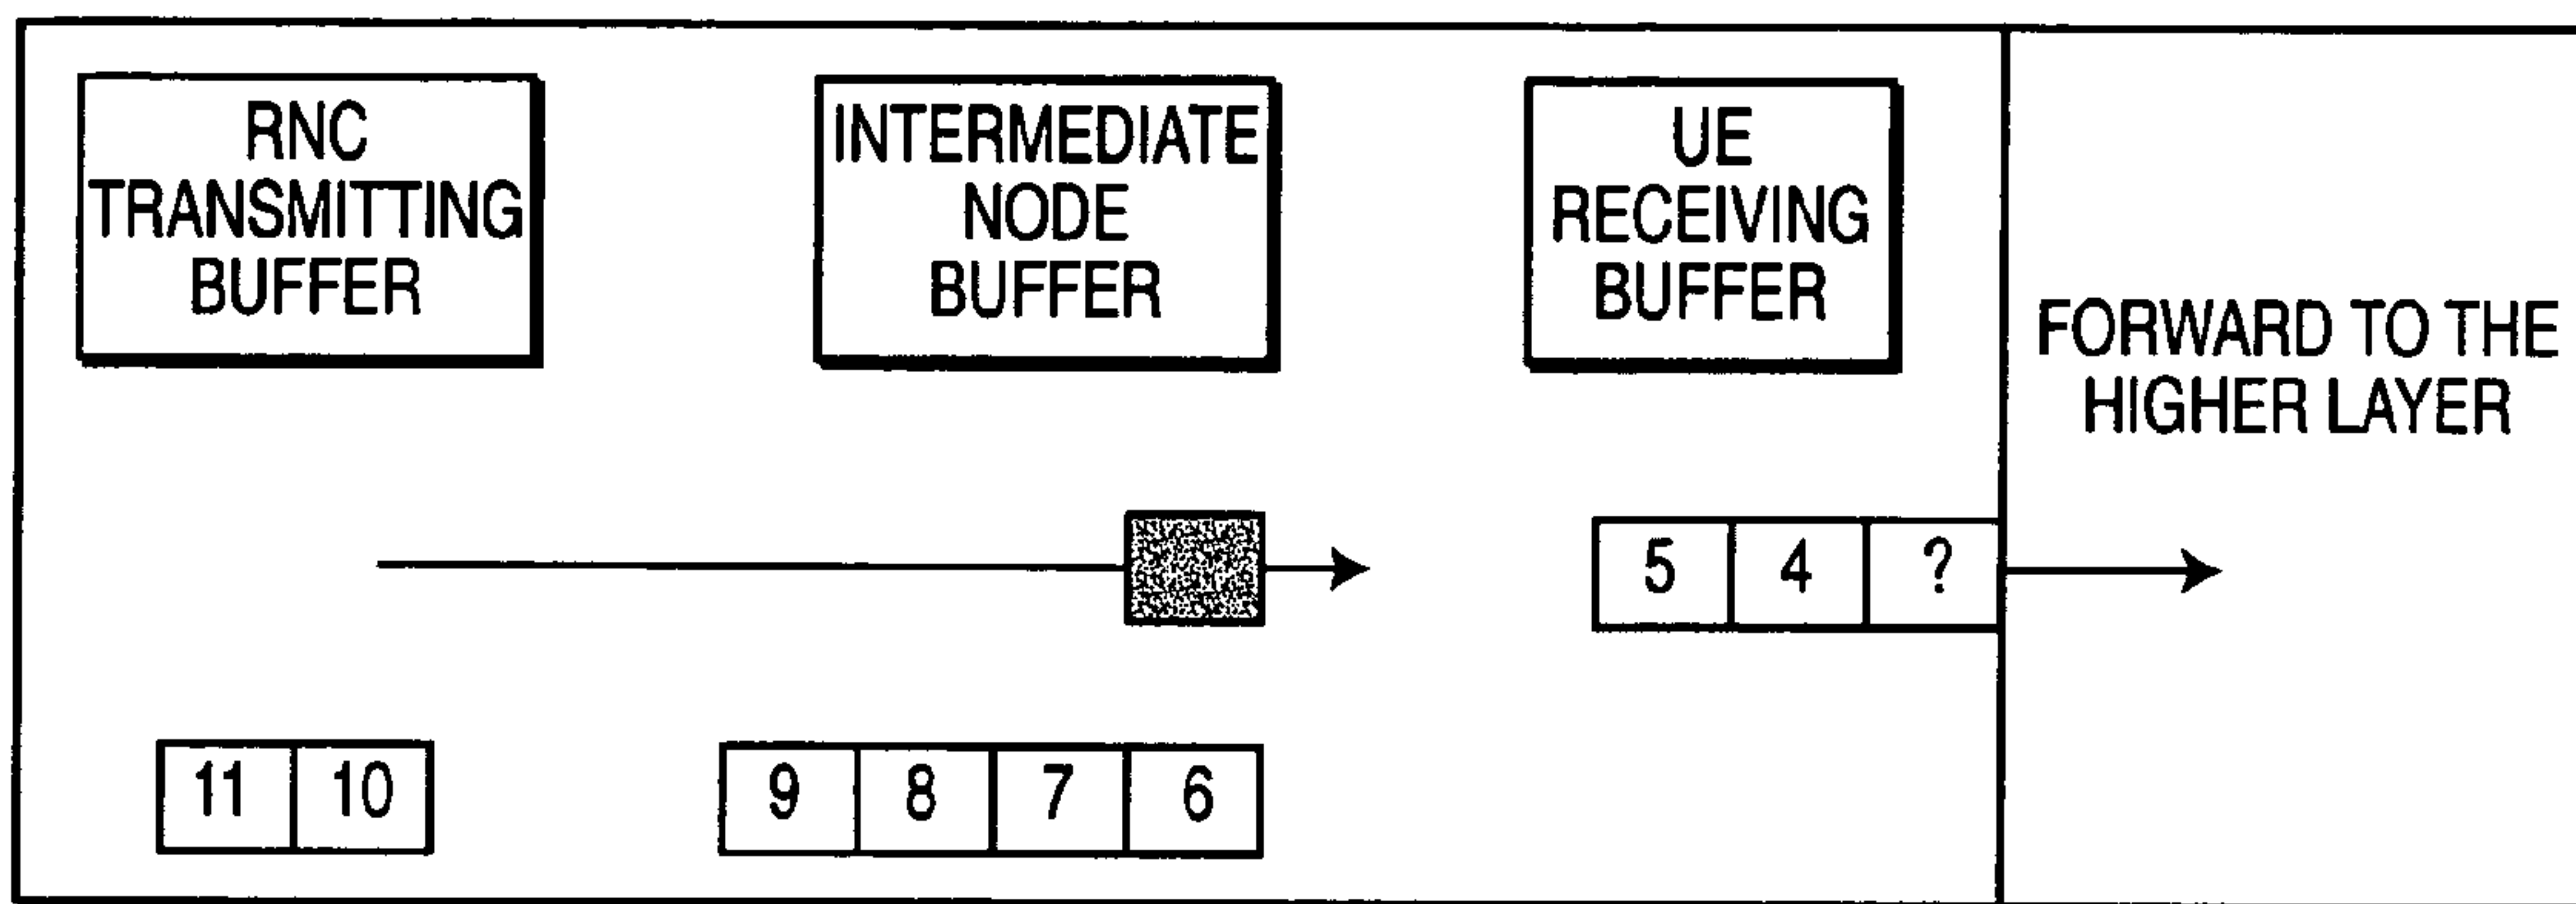 RNC
TRANSMITTING
BUFFER
INTERMEDIATE
NODE
BUFFER
UE
RECEIVING
BUFFER
FORWARD TO THE
HIGHER LAYER
5 4 ?
11 10
9 8 7 6